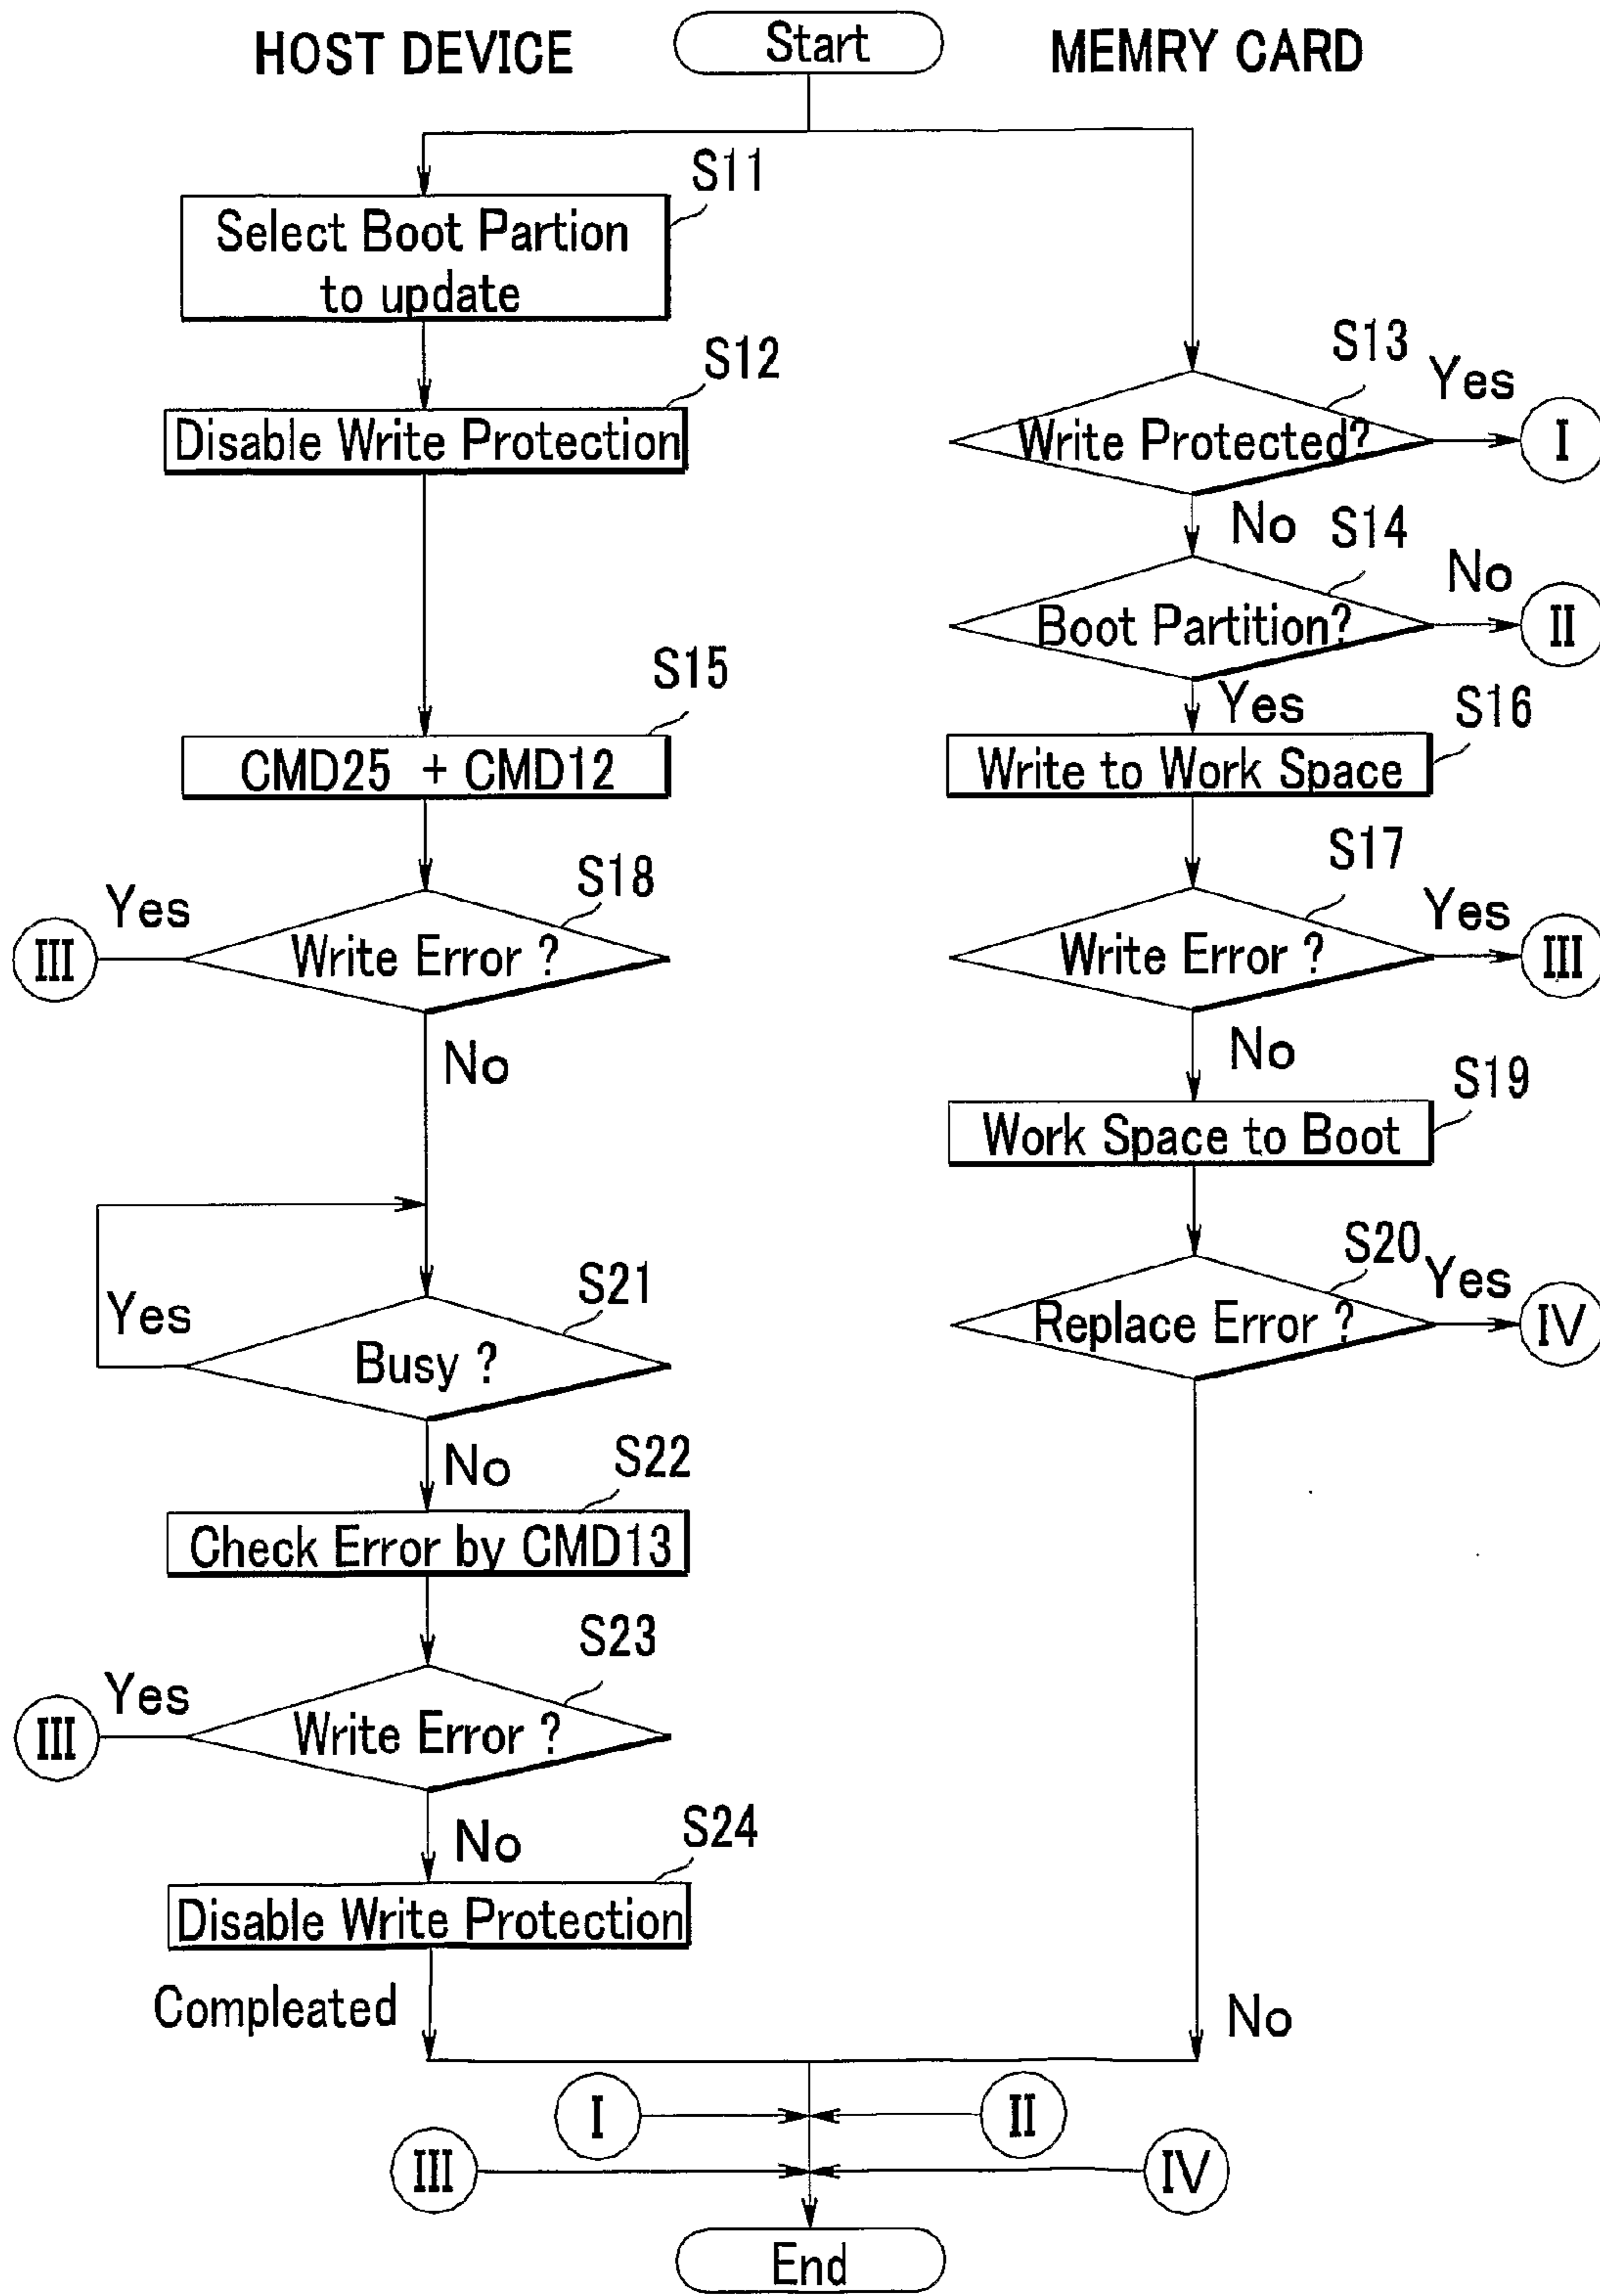 HOST DEVICE
Start
MEMRY CARD
S11
Select Boot Partion
to update
S12
Disable Write Protection
S13
Write Protected?
Yes
I
No
S14
Boot Partition?
No
II
Yes
S15
CMD25 + CMD12
S16
Write to Work Space
S18
Write Error ?
Yes
III
No
S17
Write Error ?
Yes
III
No
S19
Work Space to Boot
S20
Replace Error ?
Yes
IV
No
S21
Busy ?
Yes
No
S22
Check Error by CMD13
S23
Write Error ?
Yes
III
No
S24
Disable Write Protection
Compleated
I
II
III
IV
End